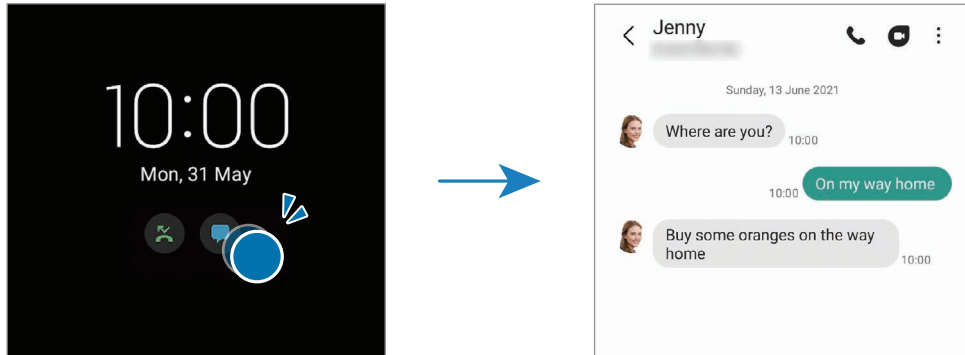 10:00
Mon, 31 May
Jenny
Sunday, 13 June 2021
Where are you?
10:00
10:00
On my way home
Buy some oranges on the way
home
10:00